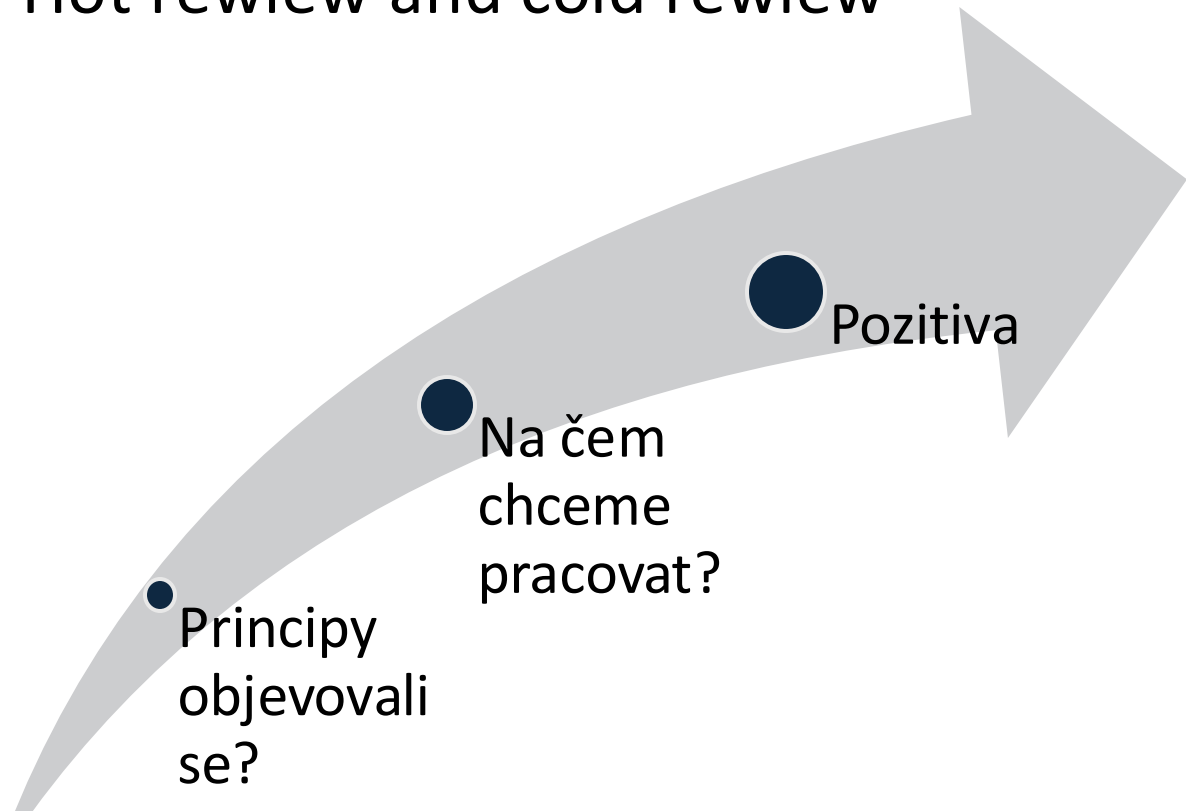 Hot rewiew and cold rewiew
Pozitiva
Na čem
chceme
pracovat?
Principy
objevovali
se?